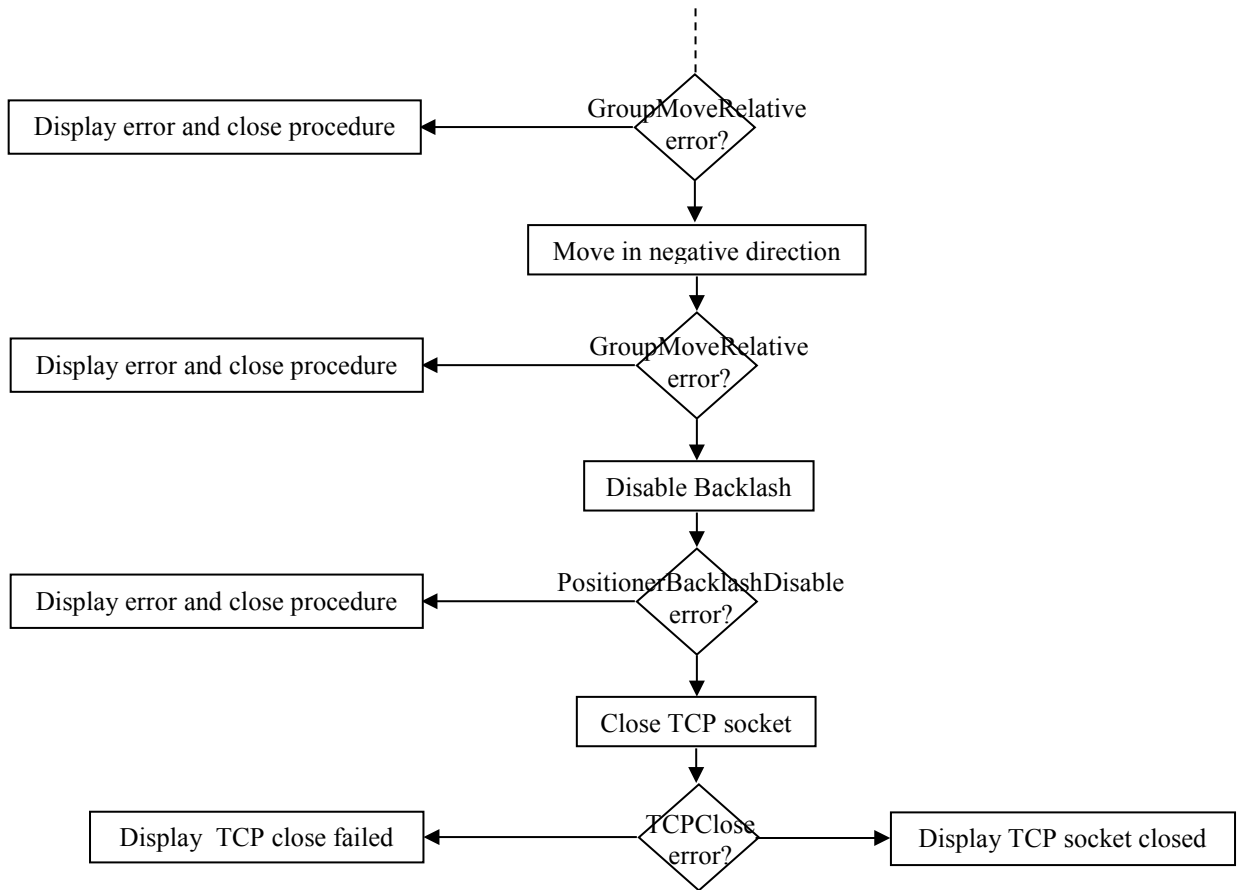 GroupMoveRelative
error?
Display error and close procedure
Move in negative direction
GroupMoveRelative
error?
Display error and close procedure
Disable Backlash
PositionerBacklashDisable
error?
Display error and close procedure
Close TCP socket
TCPClose
error?
Display  TCP close failed
Display TCP socket closed